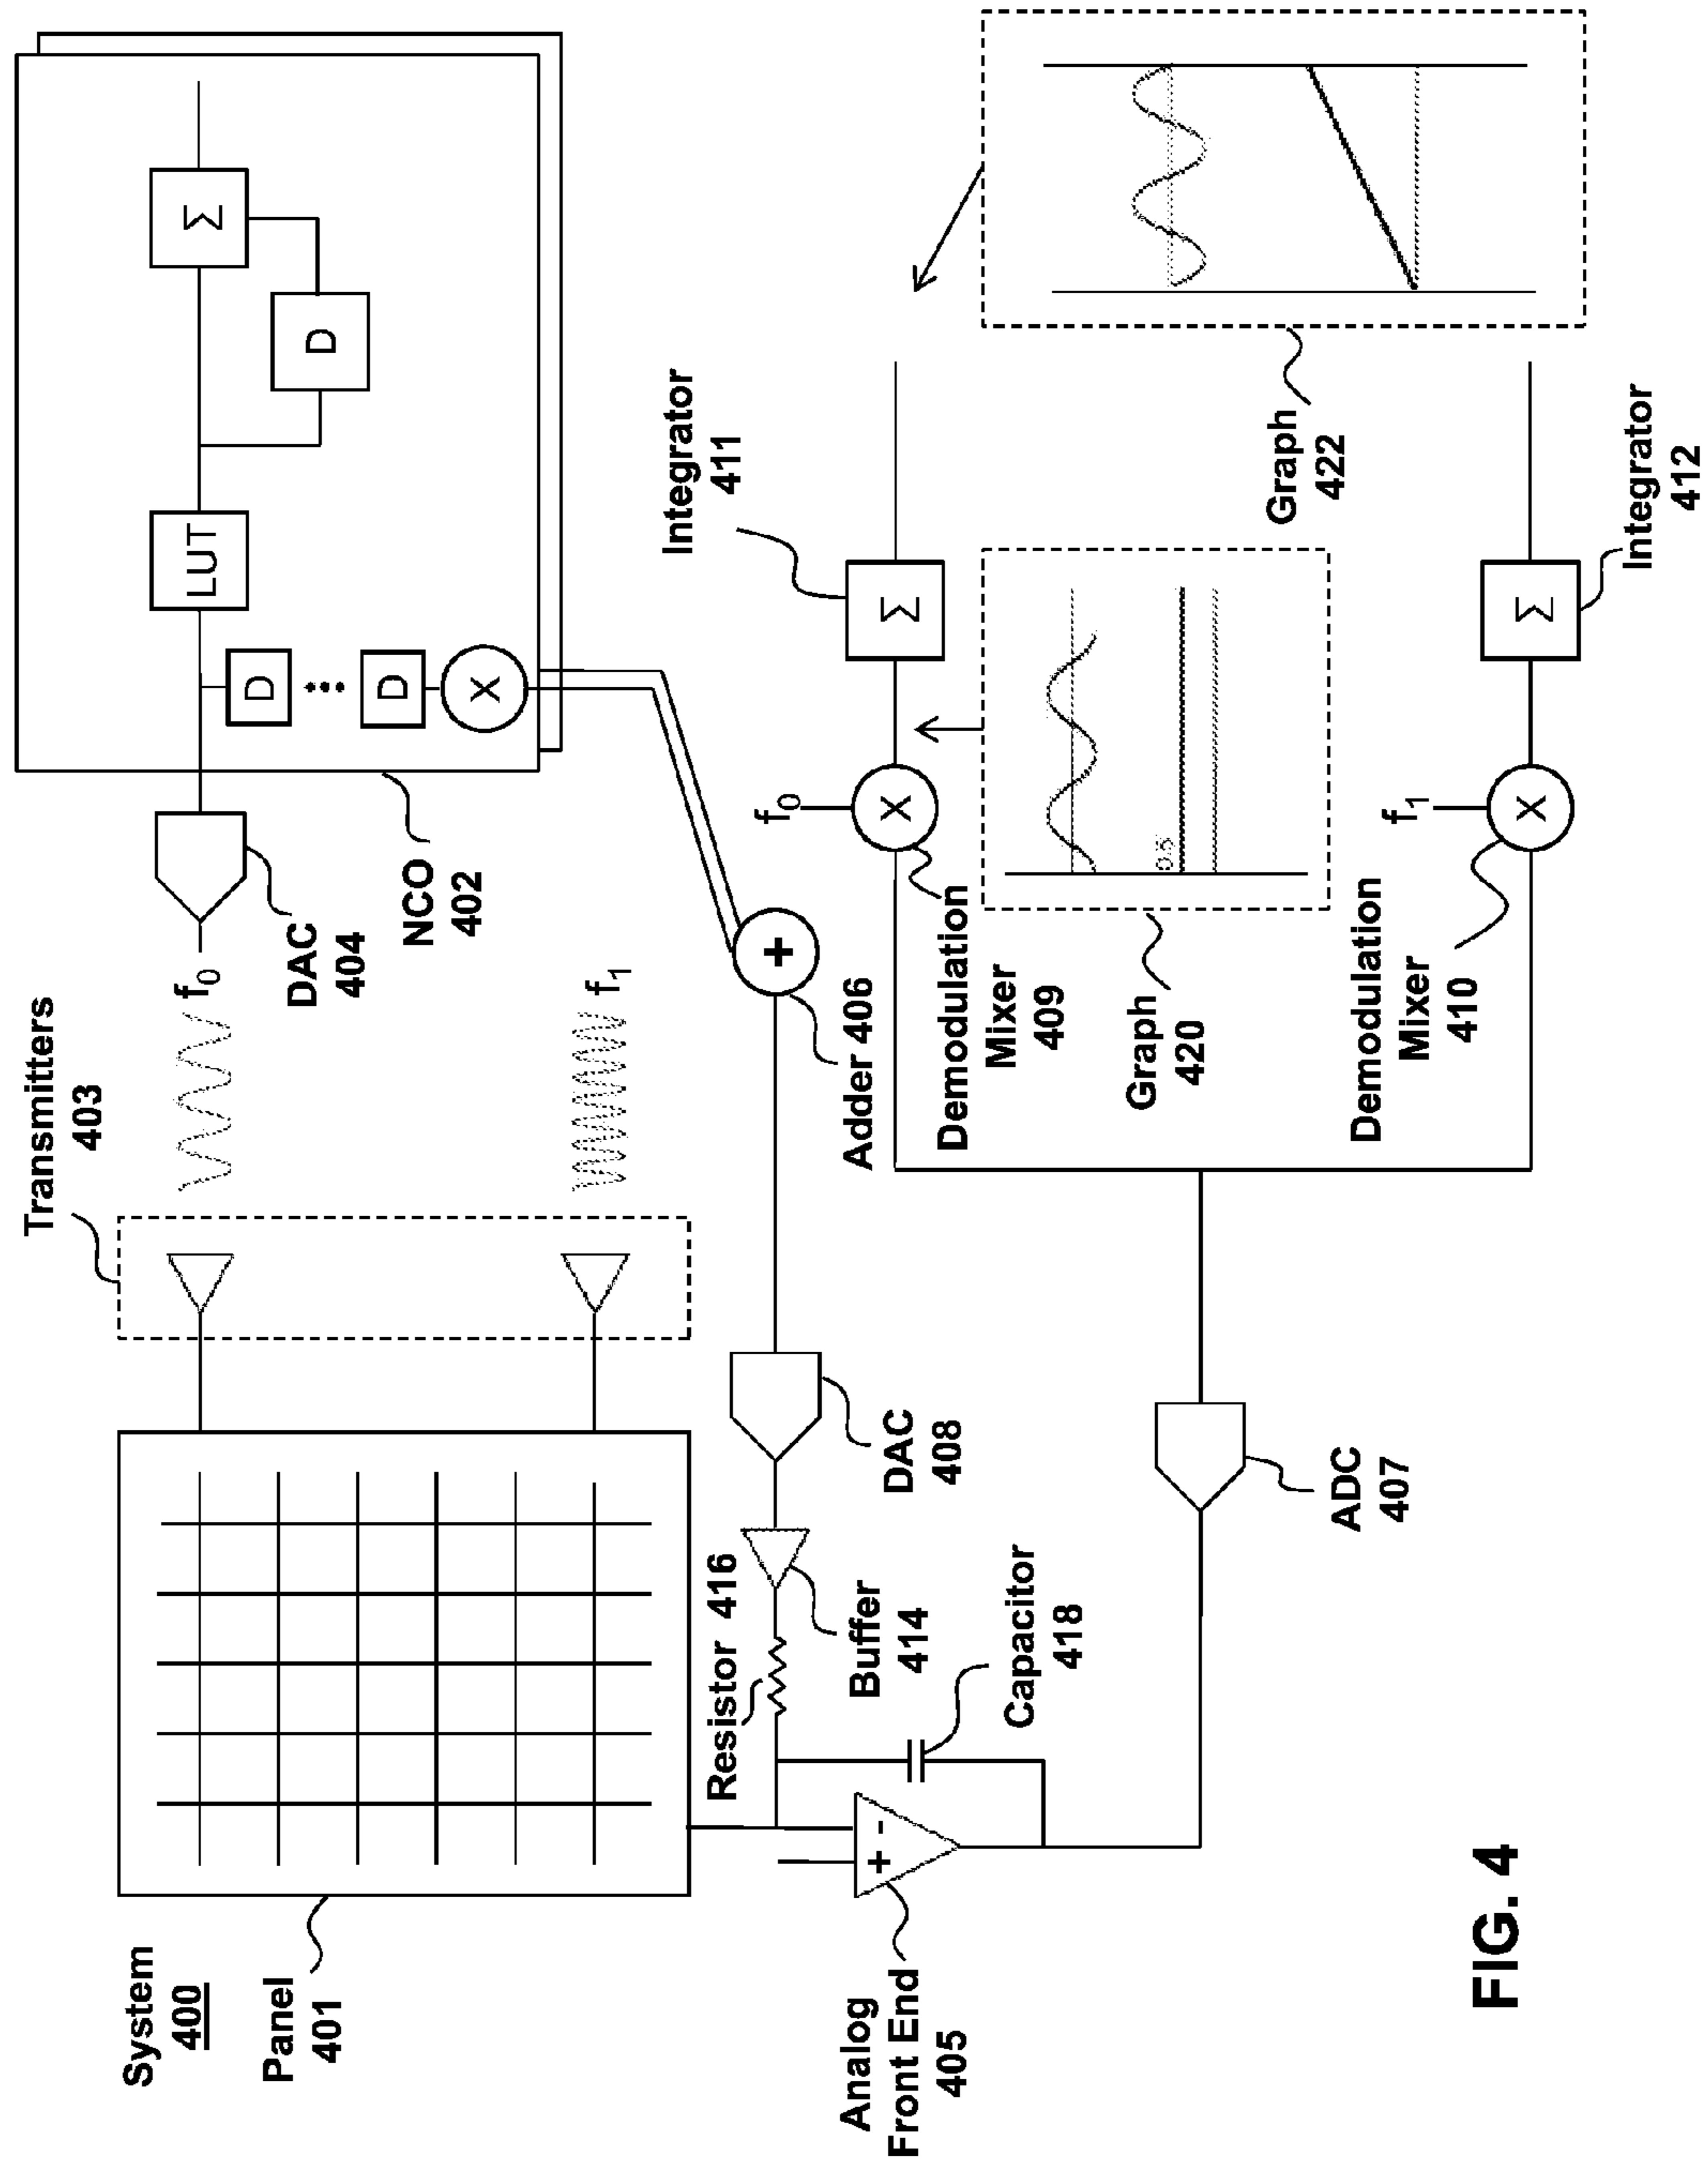 System
400
Panel
401
Transmitters
403
f0
f1
DAC
404
NCO
402
LUT
D
Σ
D
D
X
Adder 406
+
DAC
408
Buffer
414
Resistor 416
Capacitor
418
+ -
Analog
Front End
405
ADC
407
f0
X
Demodulation
Mixer
409
Σ
Integrator
411
0.5
Graph
420
Graph
422
f1
X
Demodulation
Mixer
410
Σ
Integrator
412
FIG. 4